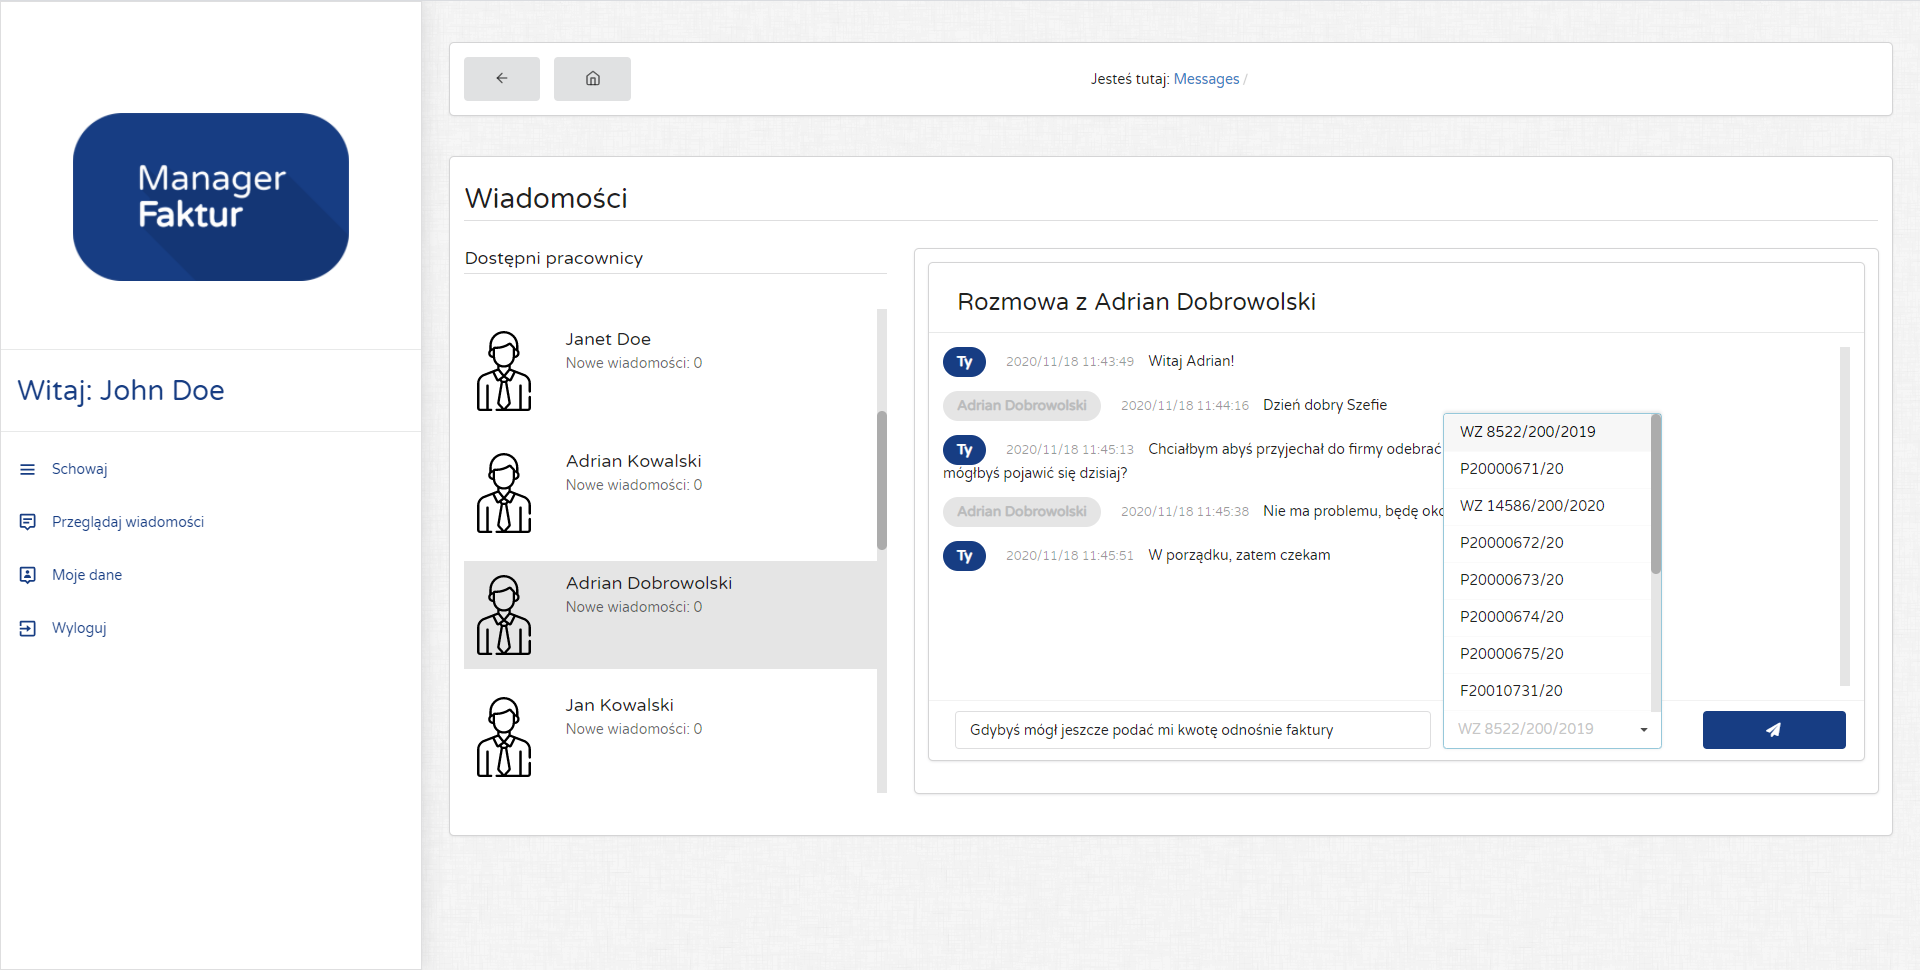 Manager
Faktur
Witaj: John Doe
Schowaj
Przeglądaj wiadomości
Moje dane
Wyloguj
Jesteś tutaj: Messages /
Wiadomości
Dostępni pracownicy
Janet Doe
Nowe wiadomości: 0
Adrian Kowalski
Nowe wiadomości: 0
Adrian Dobrowolski
Nowe wiadomości: 0
Jan Kowalski
Nowe wiadomości: 0
Rozmowa z Adrian Dobrowolski
Ty 2020/11/18 11:43:49 Witaj Adrian!
Adrian Dobrowolski 2020/11/18 11:44:16 Dzień dobry Szefie
Ty 2020/11/18 11:45:13 Chciałbym abyś przyjechał do firmy odebrać
mógłbyś pojawić się dzisiaj?
Adrian Dobrowolski 2020/11/18 11:45:38 Nie ma problemu, będę
Ty 2020/11/18 11:45:51 W porządku, zatem czekam
WZ 8522/200/2019
P20000671/20
WZ 14586/200/2020
P20000672/20
P20000673/20
P20000674/20
P20000675/20
F20010731/20
Gdybyś mógł jeszcze podać mi kwotę odnośnie faktury
WZ 8522/200/2019